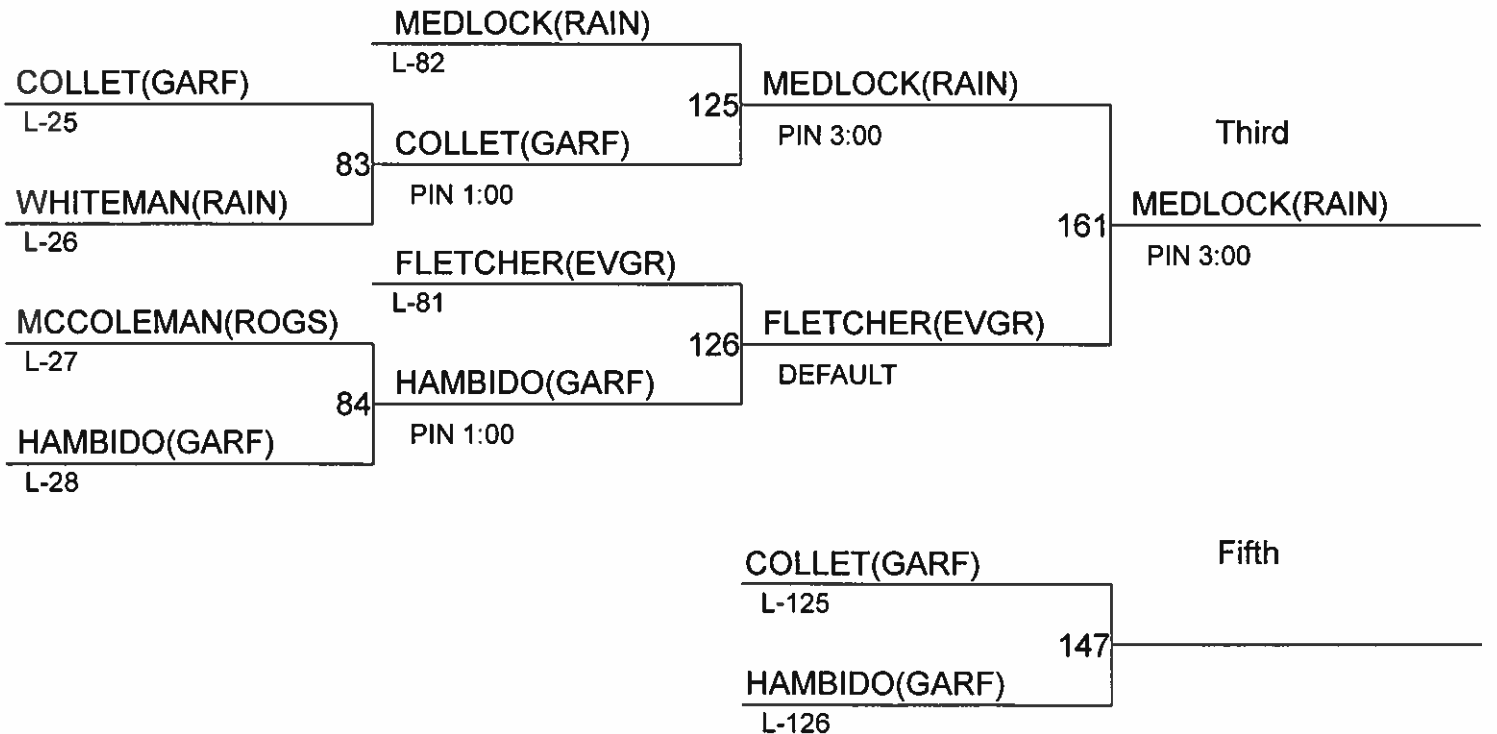 MEDLOCK(RAIN)
L-82
COLLET(GARF)
L-25
125
MEDLOCK(RAIN)
PIN 3:00
Third
83
COLLET(GARF)
PIN 1:00
WHITEMAN(RAIN)
L-26
161
MEDLOCK(RAIN)
PIN 3:00
FLETCHER(EVGR)
L-81
MCCOLEMAN(ROGS)
L-27
126
FLETCHER(EVGR)
DEFAULT
84
HAMBIDO(GARF)
PIN 1:00
HAMBIDO(GARF)
L-28
Fifth
COLLET(GARF)
L-125
147
HAMBIDO(GARF)
L-126